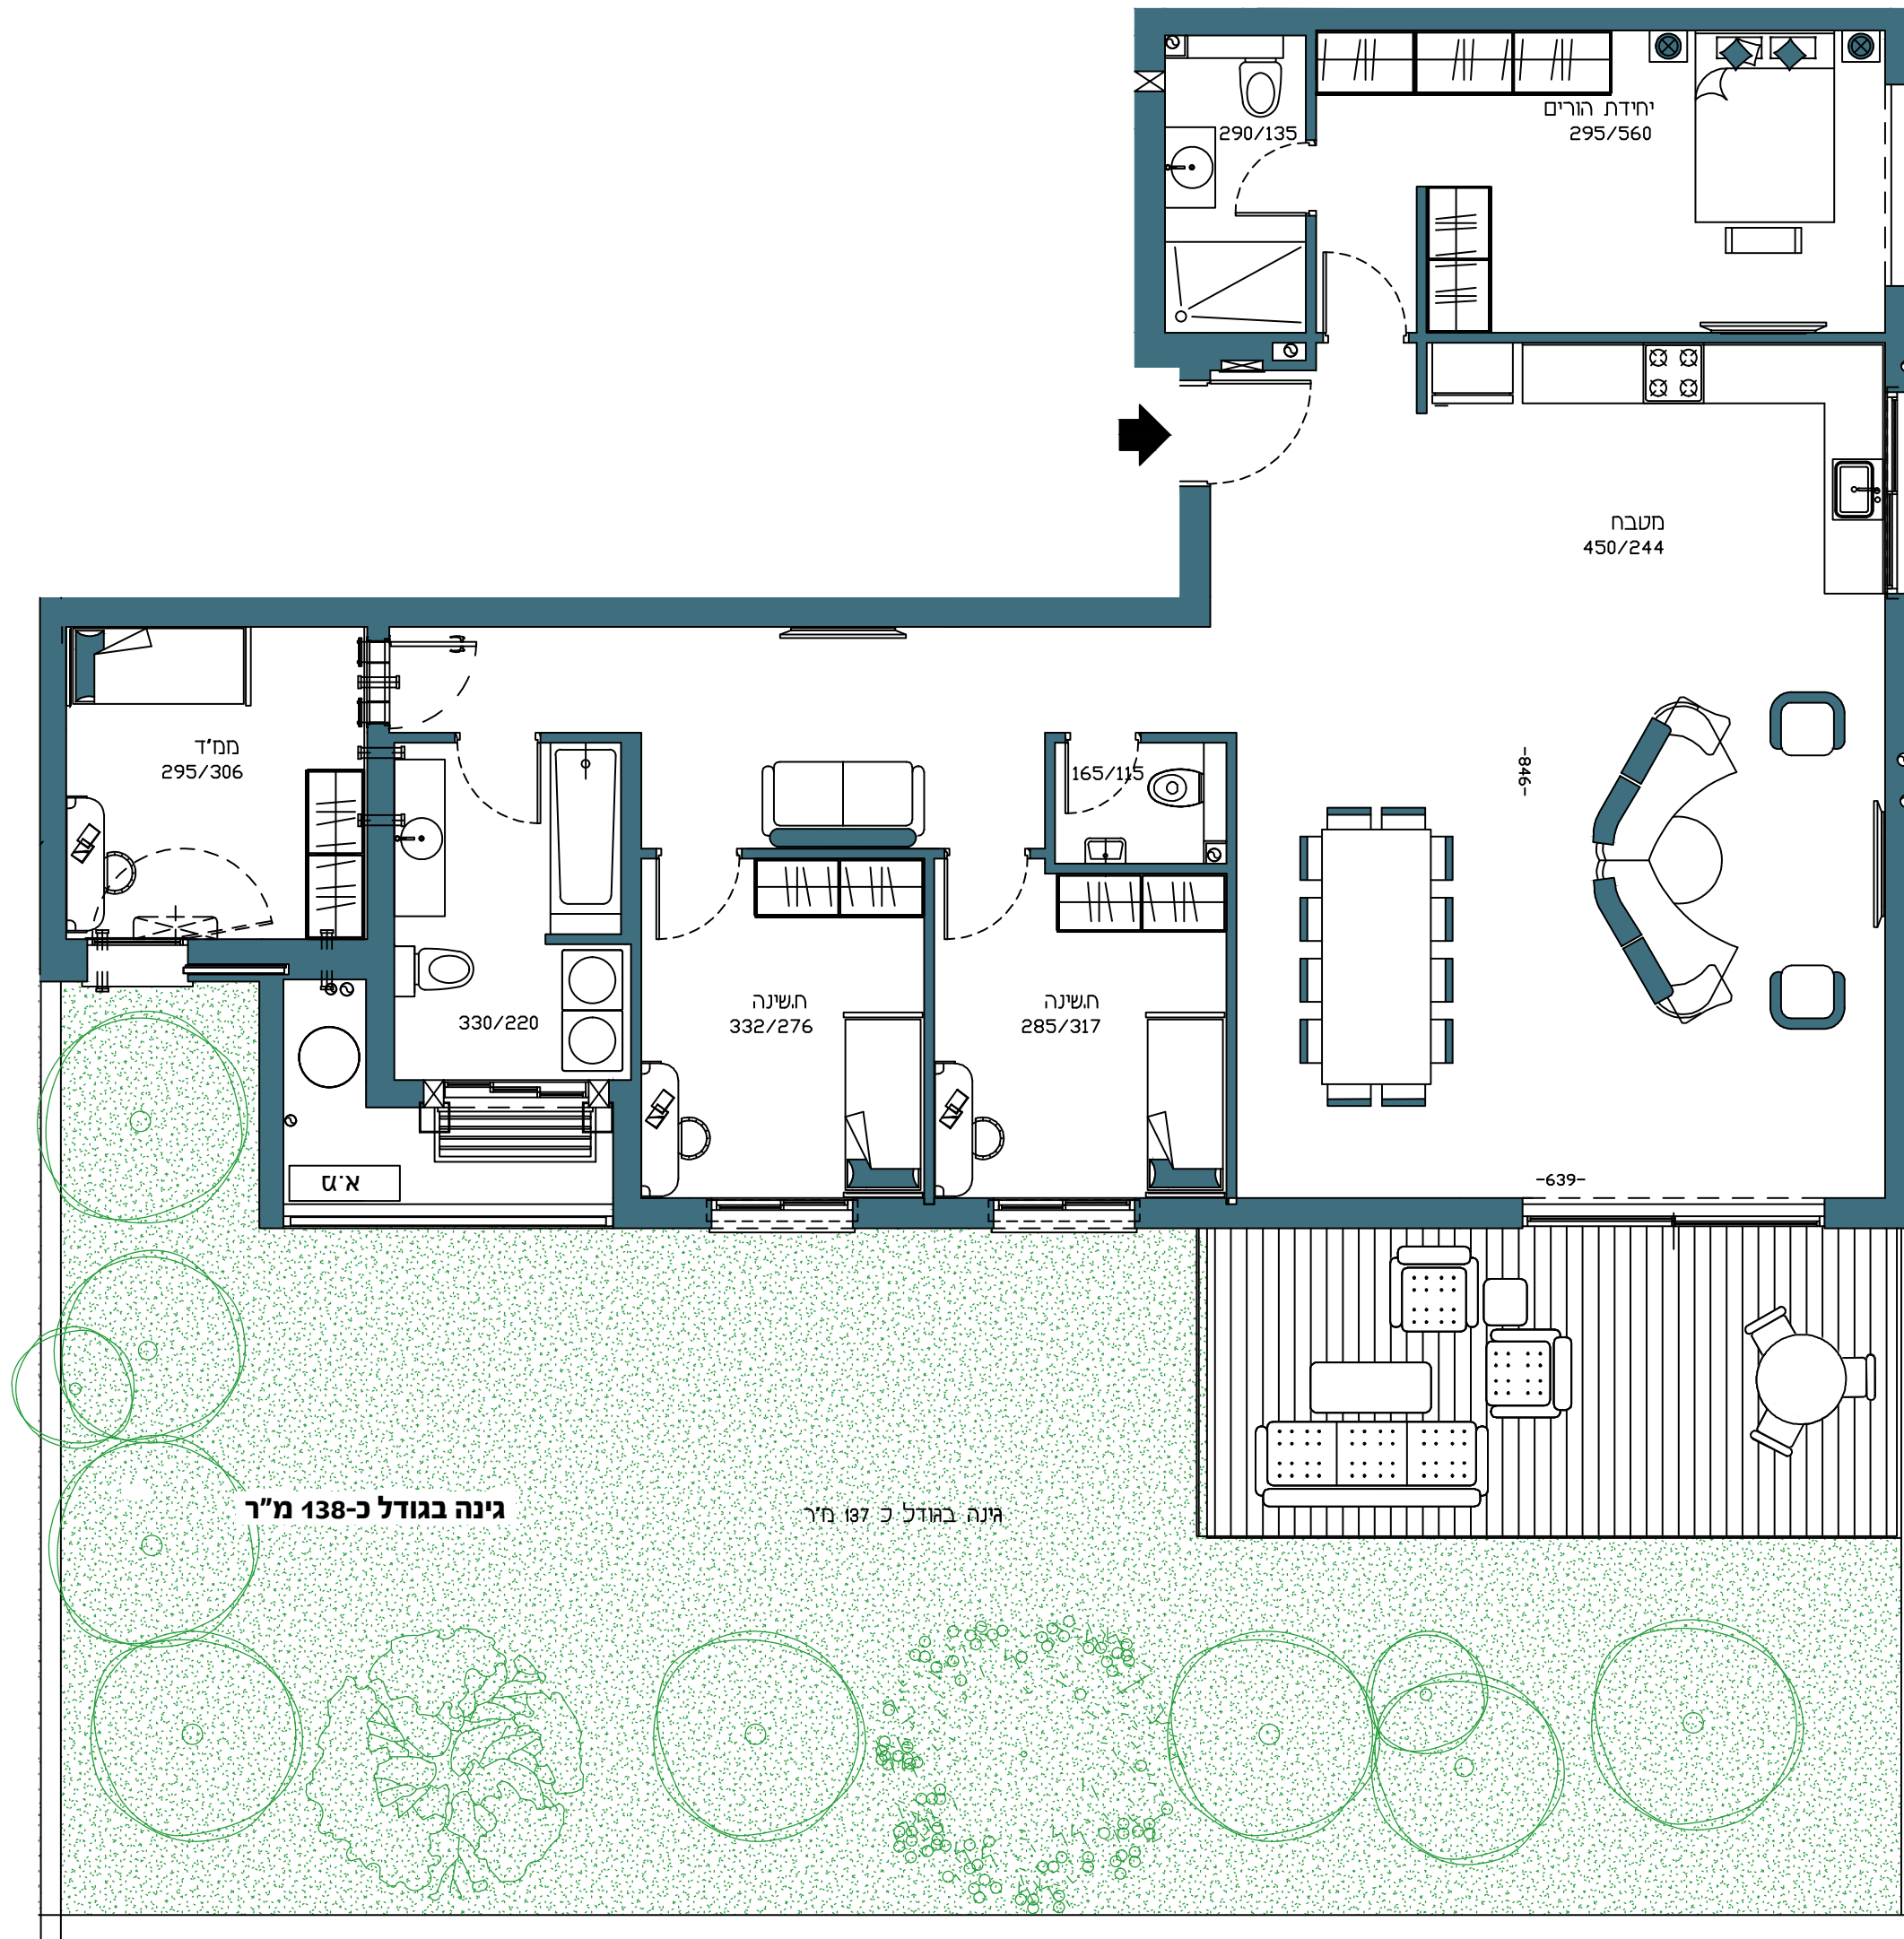 290/135
יחידת הורים
295/560
מטבח
450/244
ממ"ד
295/306
165/115
-846-
330/220
ח.שינה
332/276
ח.שינה
285/317
א.מ
-639-
גינה בגודל כ-138 מ"ר
גינה בגודל כ 137 מ"ר